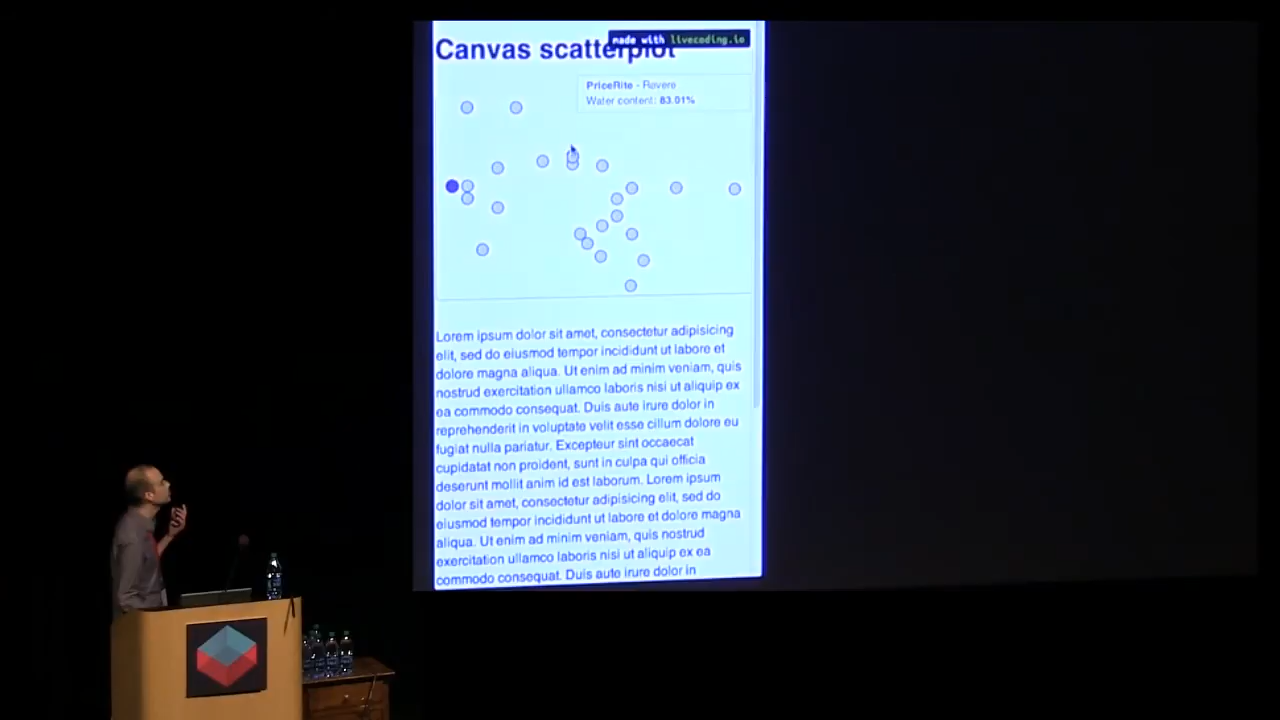 made with livecoding.io
Canvas scatterplot
PriceRite - Revere
Water content: 83.01%
Lorem ipsum dolor sit amet, consectetur adipisicing
elit, sed do eiusmod tempor incididunt ut labore et
dolore magna aliqua. Ut enim ad minim veniam, quis
nostrud exercitation ullamco laboris nisi ut aliquip ex
ea commodo consequat. Duis aute irure dolor in
reprehenderit in voluptate velit esse cillum dolore eu
fugiat nulla pariatur. Excepteur sint occaecat
cupidatat non proident, sunt in culpa qui officia
deserunt mollit anim id est laborum. Lorem ipsum
dolor sit amet, consectetur adipisicing elit, sed do
eiusmod tempor incididunt ut labore et dolore magna
aliqua. Ut enim ad minim veniam, quis nostrud
exercitation ullamco laboris nisi ut aliquip ex ea
commodo consequat. Duis aute irure dolor in